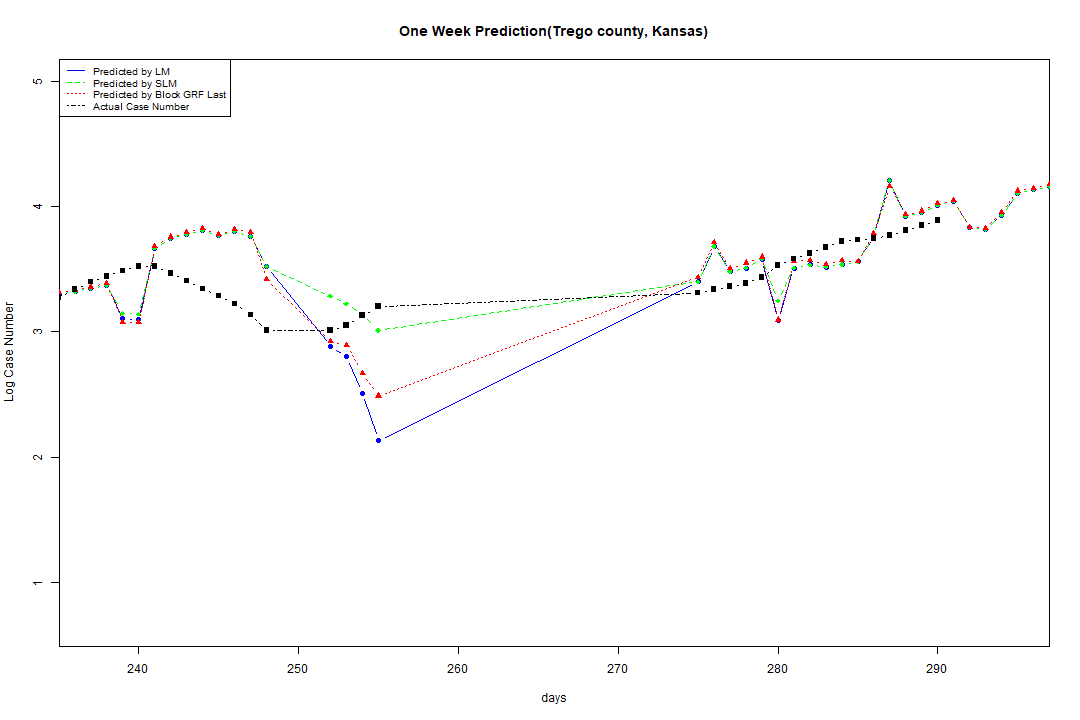 One Week Prediction(Trego county, Kansas)
Predicted by LM
Predicted by SLM
Predicted by Block GRF Last
Actual Case Number
5
4
3
2
1
Log Case Number
240 250 260 270 280 290
days